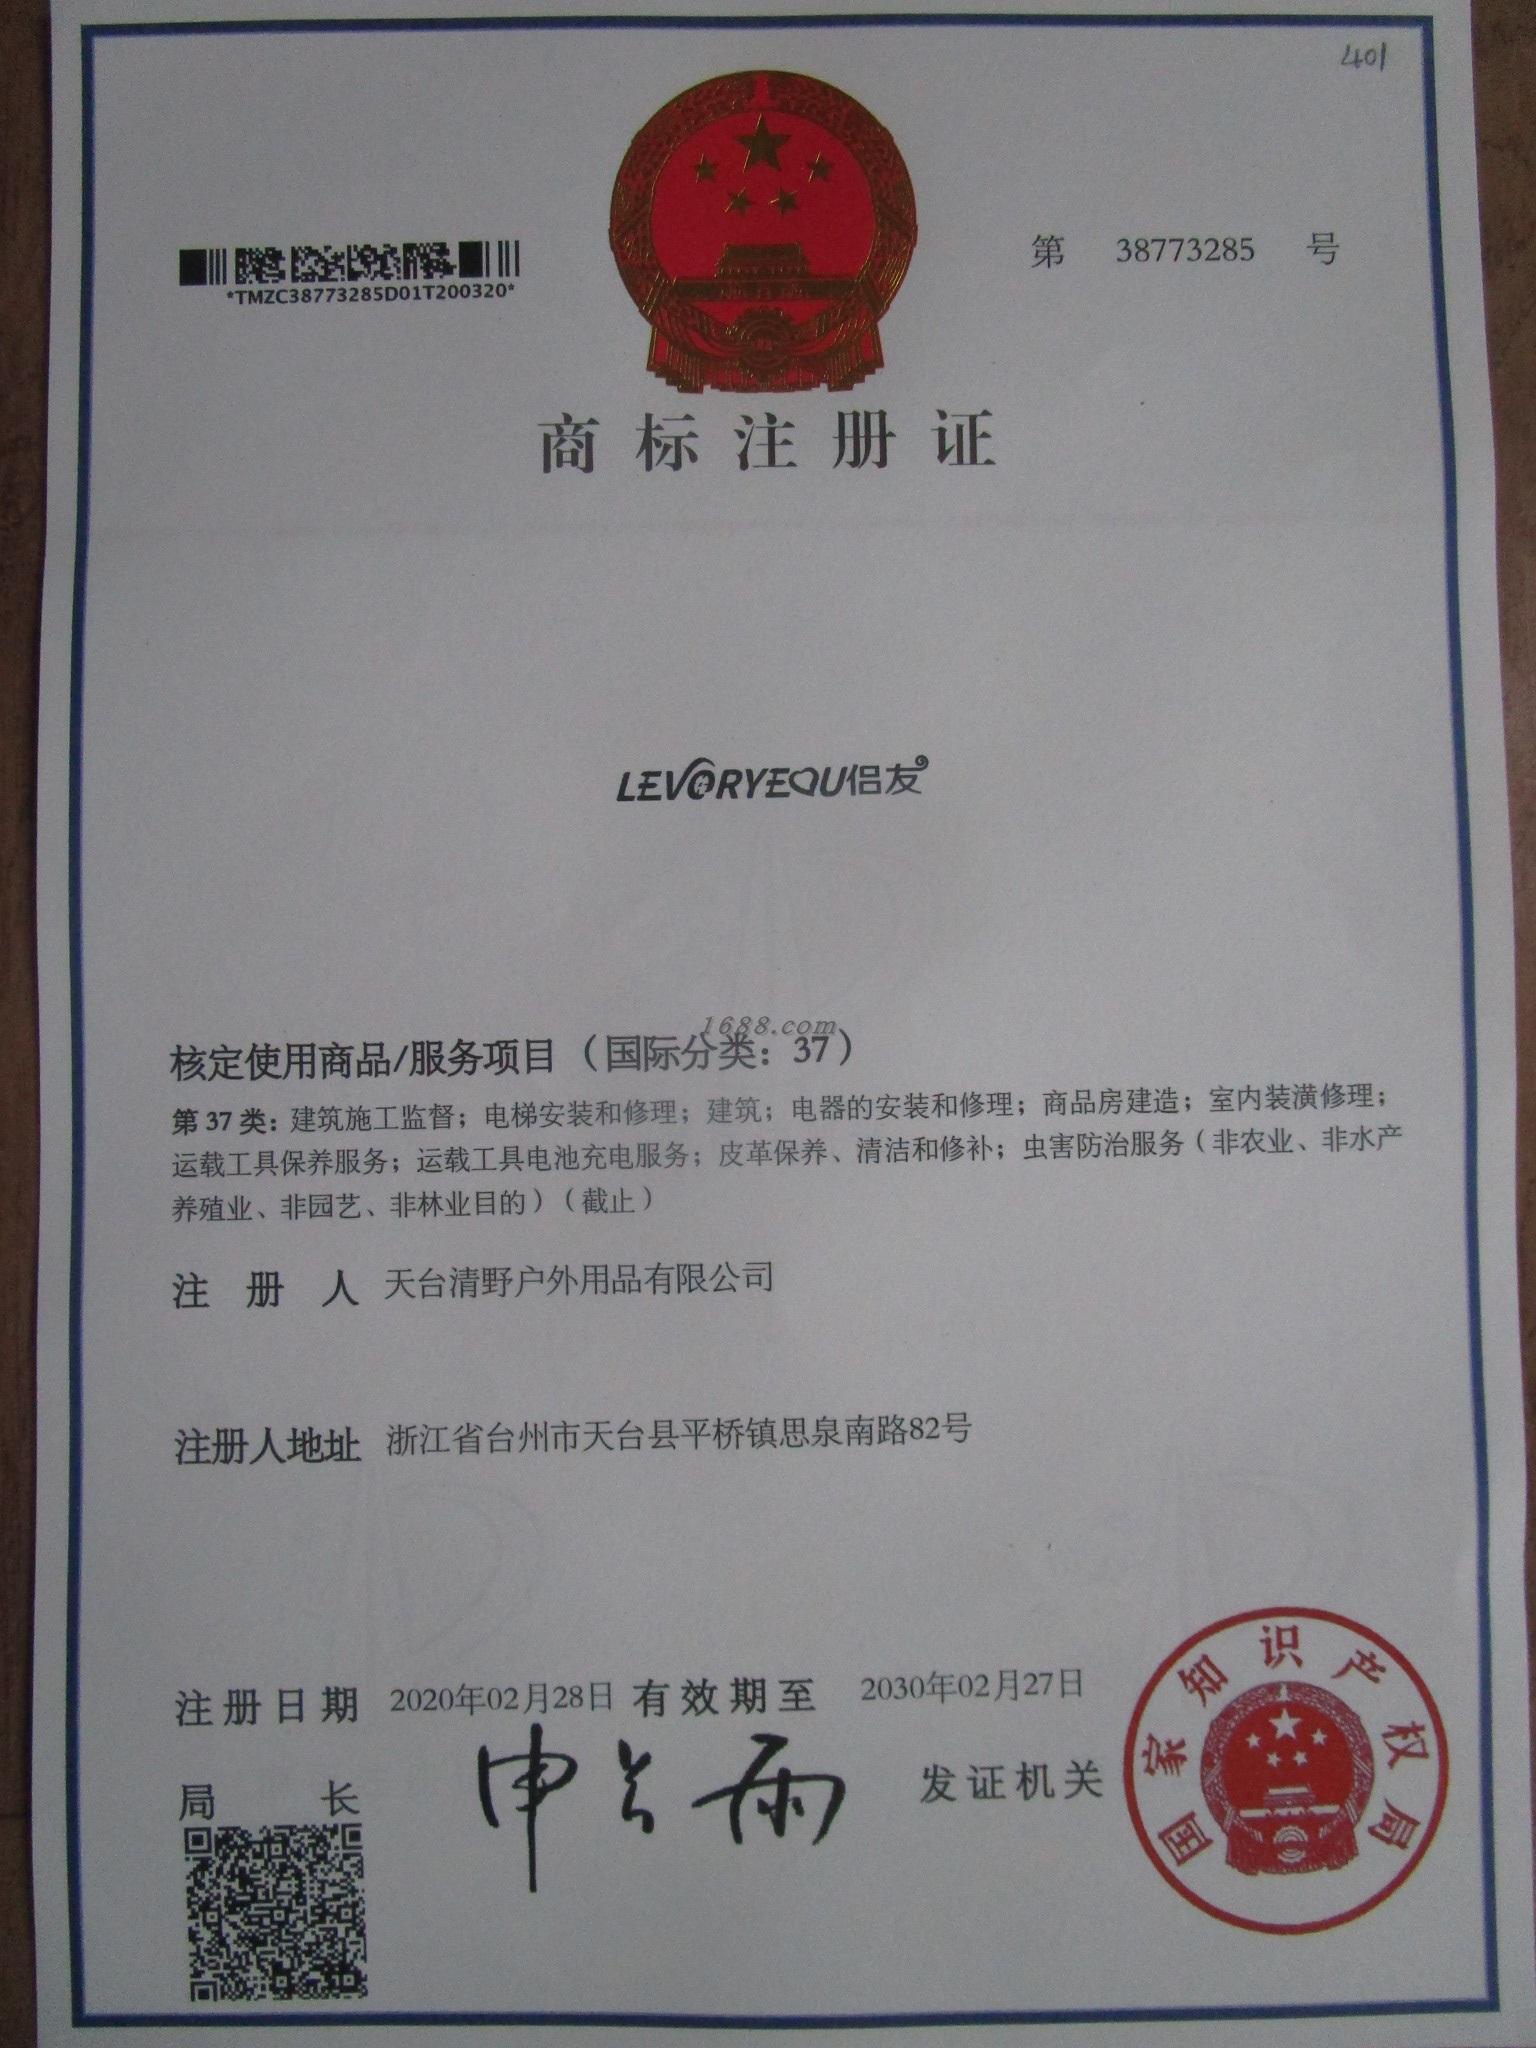 401
第 38773285 号
*TMZC38773285D01T200320*
商标注册证
LEVORYEOU侣友
1688.com
核定使用商品/服务项目（国际分类：37）
第 37 类：建筑施工监督；电梯安装和修理；建筑；电器的安装和修理；商品房建造；室内装潢修理；
运载工具保养服务；运载工具电池充电服务；皮革保养、清洁和修补；虫害防治服务（非农业、非水产
养殖业、非园艺、非林业目的）（截止）
注册人 天台清野户外用品有限公司
注册人地址 浙江省台州市天台县平桥镇思泉南路82号
注册日期 2020年02月28日 有效期至 2030年02月27日
局长 申长雨 发证机关
国家知识产权局